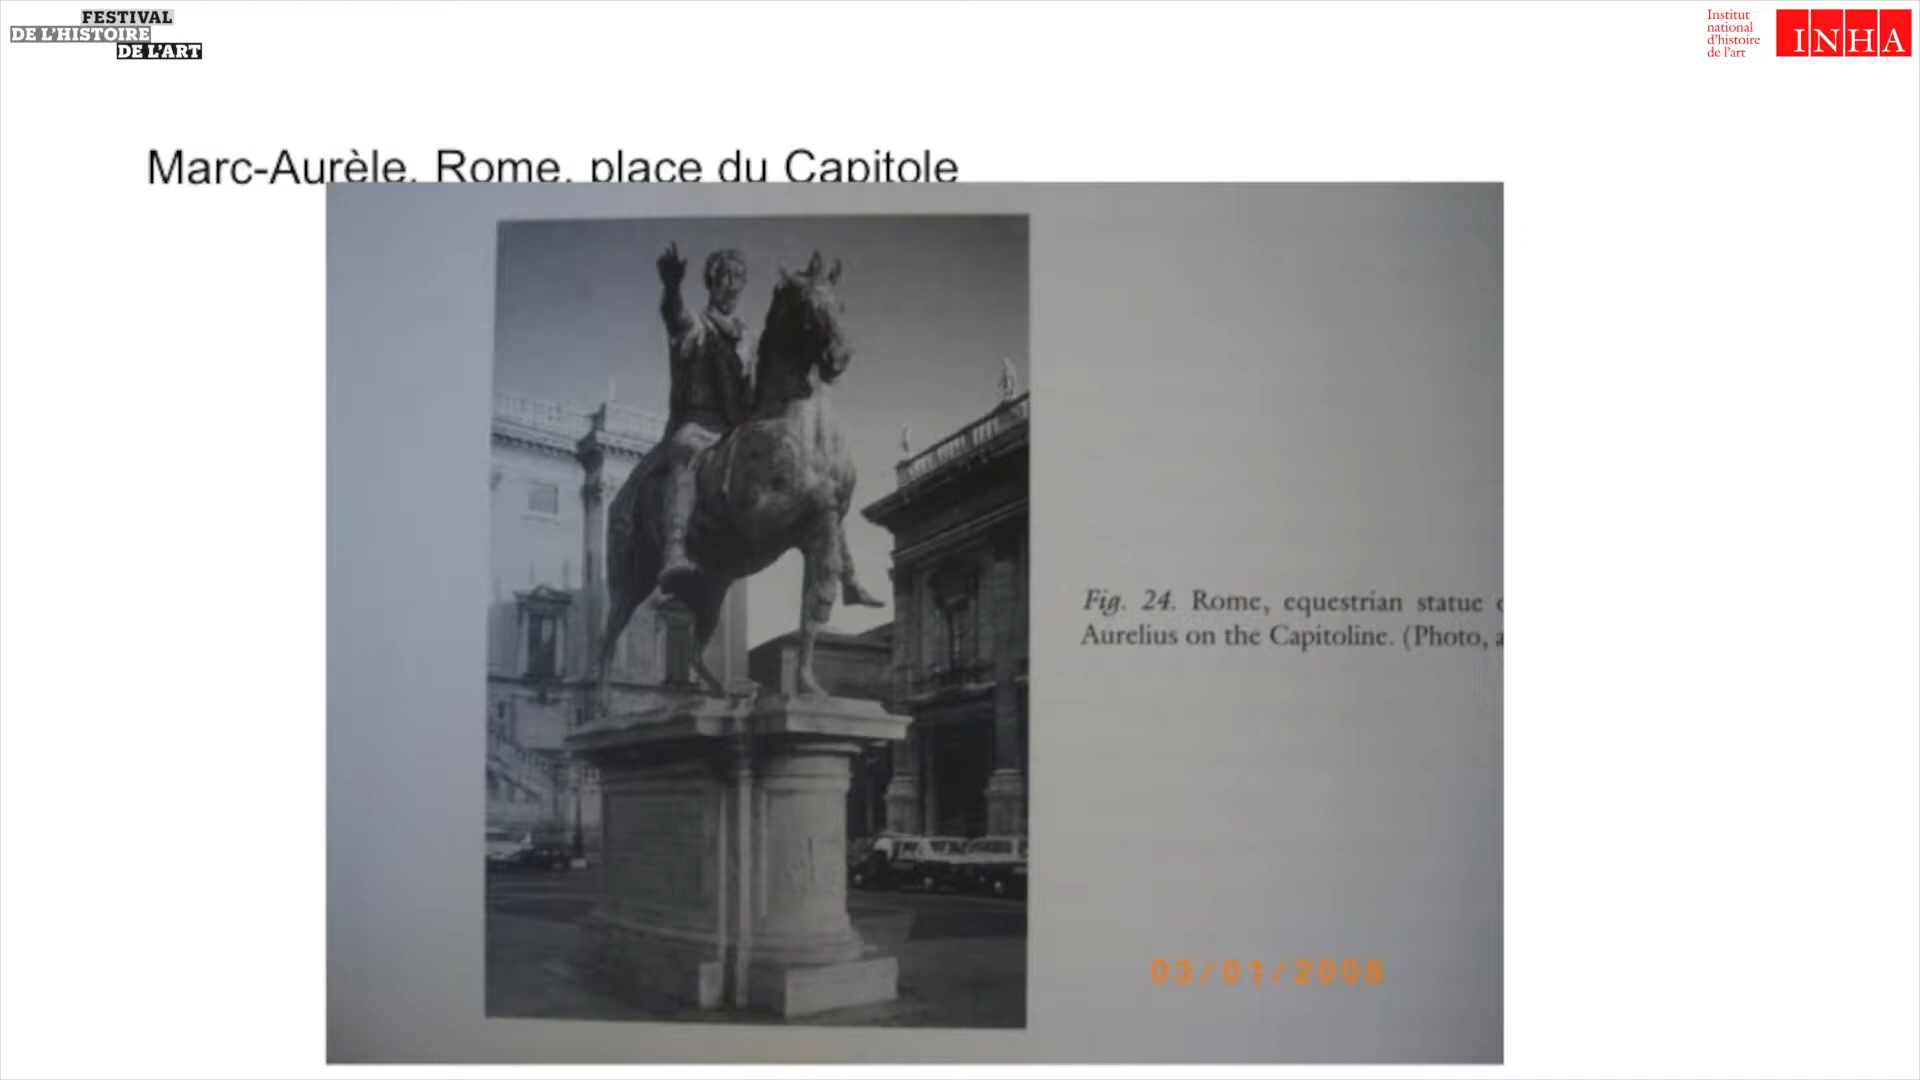 FESTIVAL
DE L'HISTOIRE
DE L'ART
Institut
national
d'histoire
de l'art
INHA
Marc-Aurèle. Rome, place du Capitole
Fig. 24. Rome, equestrian statue
Aurelius on the Capitoline. (Photo,
03/01/2008